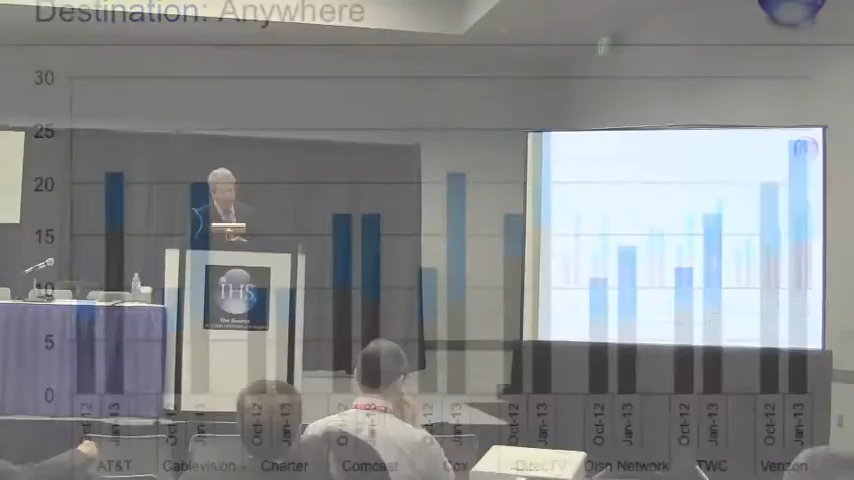 Destination: Anywhere
30
25
20
15
10
5
0
Oct-12 Jan-13 Oct-12 Jan-13 Oct-12 Jan-13 Oct-12 Jan-13 Oct-12 Jan-13 Oct-12 Jan-13 Oct-12 Jan-13 Oct-12 Jan-13 Oct-12 Jan-13
AT&T Cablevision Charter Comcast Cox DirecTV Dish Network TWC Verizon
IHS
The Source